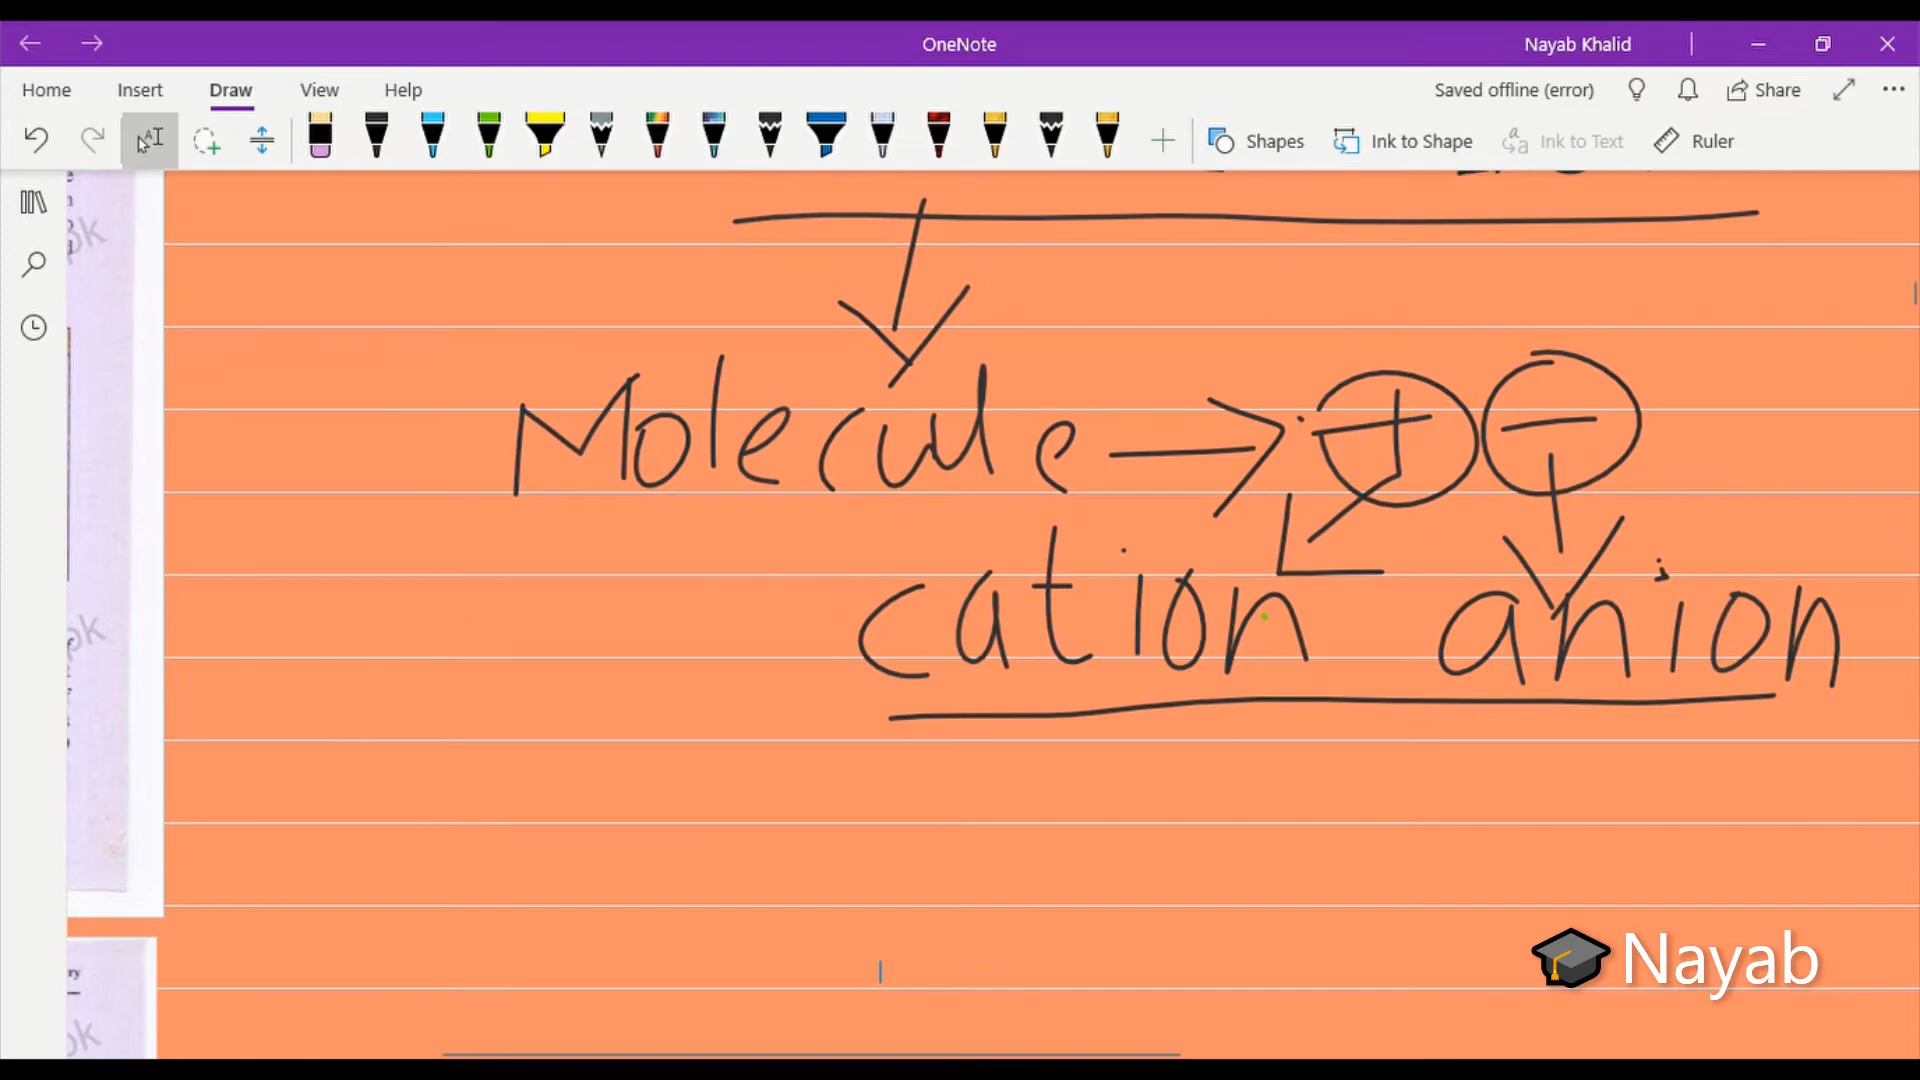 OneNote
Nayab Khalid
Home Insert Draw View Help
Saved offline (error)
Share
Shapes
Ink to Shape
Ink to Text
Ruler
Molecule → + −
cation anion
Nayab
ry